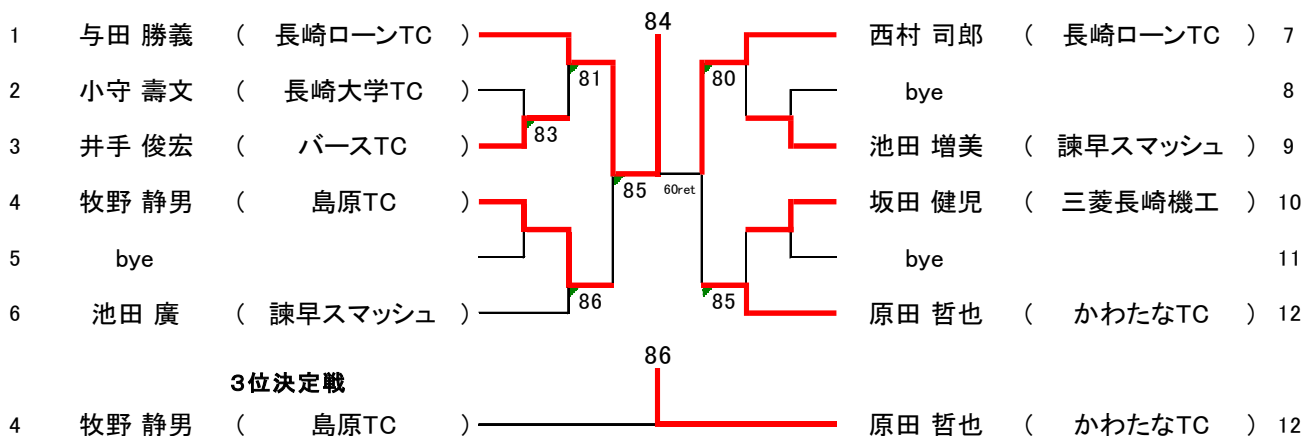 84
1 与田 勝義 ( 長崎ローンTC ) 西村 司郎 ( 長崎ローンTC ) 7
81 80
2 小守 壽文 ( 長崎大学TC ) bye 8
83
3 井手 俊宏 ( バースTC ) 池田 増美 ( 諫早スマッシュ ) 9
85 60ret
4 牧野 静男 ( 島原TC ) 坂田 健児 ( 三菱長崎機工 ) 10
5 bye bye 11
86 85
6 池田 廣 ( 諫早スマッシュ ) 原田 哲也 ( かわたなTC ) 12
86
3位決定戦
4 牧野 静男 ( 島原TC ) 原田 哲也 ( かわたなTC ) 12